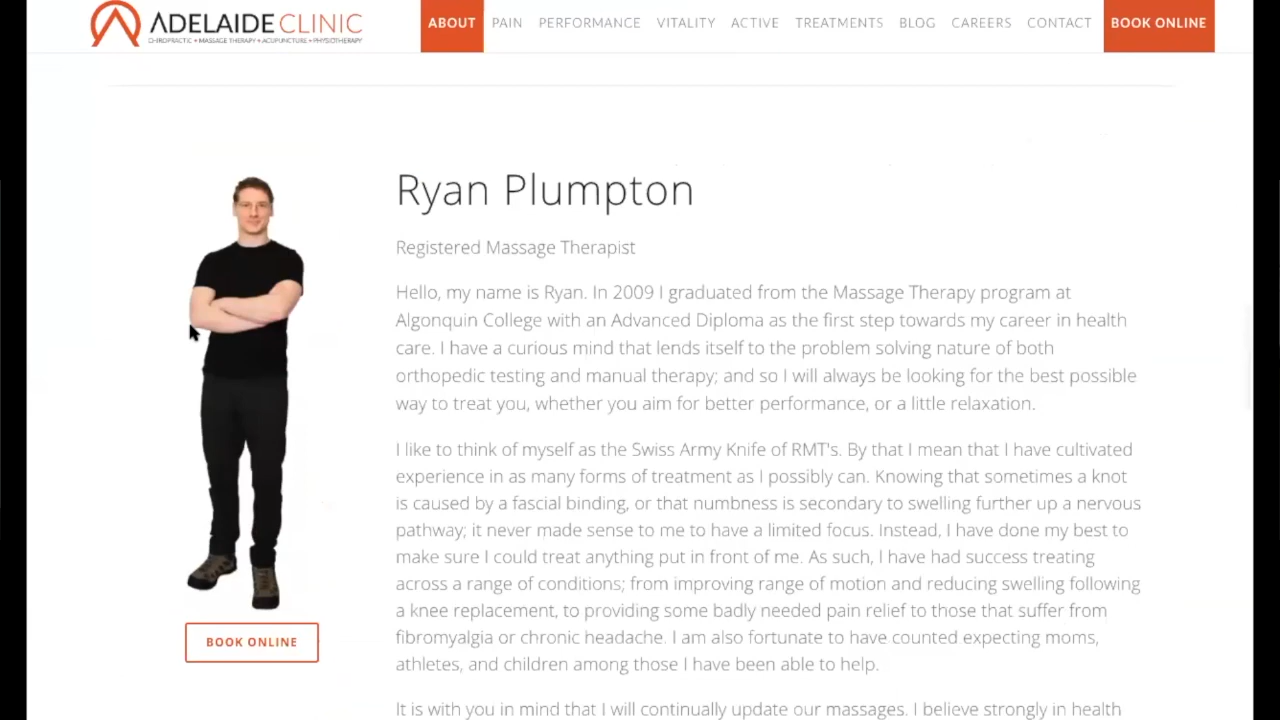 ADELAIDE CLINIC
CHIROPRACTIC + MASSAGE THERAPY + ACUPUNCTURE + PHYSIOTHERAPY
ABOUT PAIN PERFORMANCE VITALITY ACTIVE TREATMENTS BLOG CAREERS CONTACT BOOK ONLINE
Ryan Plumpton
Registered Massage Therapist
Hello, my name is Ryan. In 2009 I graduated from the Massage Therapy program at
Algonquin College with an Advanced Diploma as the first step towards my career in health
care. I have a curious mind that lends itself to the problem solving nature of both
orthopedic testing and manual therapy; and so I will always be looking for the best possible
way to treat you, whether you aim for better performance, or a little relaxation.
I like to think of myself as the Swiss Army Knife of RMT's. By that I mean that I have cultivated
experience in as many forms of treatment as I possibly can. Knowing that sometimes a knot
is caused by a fascial binding, or that numbness is secondary to swelling further up a nervous
pathway; it never made sense to me to have a limited focus. Instead, I have done my best to
make sure I could treat anything put in front of me. As such, I have had success treating
across a range of conditions; from improving range of motion and reducing swelling following
a knee replacement, to providing some badly needed pain relief to those that suffer from
fibromyalgia or chronic headache. I am also fortunate to have counted expecting moms,
athletes, and children among those I have been able to help.
BOOK ONLINE
It is with you in mind that I will continually update our massages. I believe strongly in health